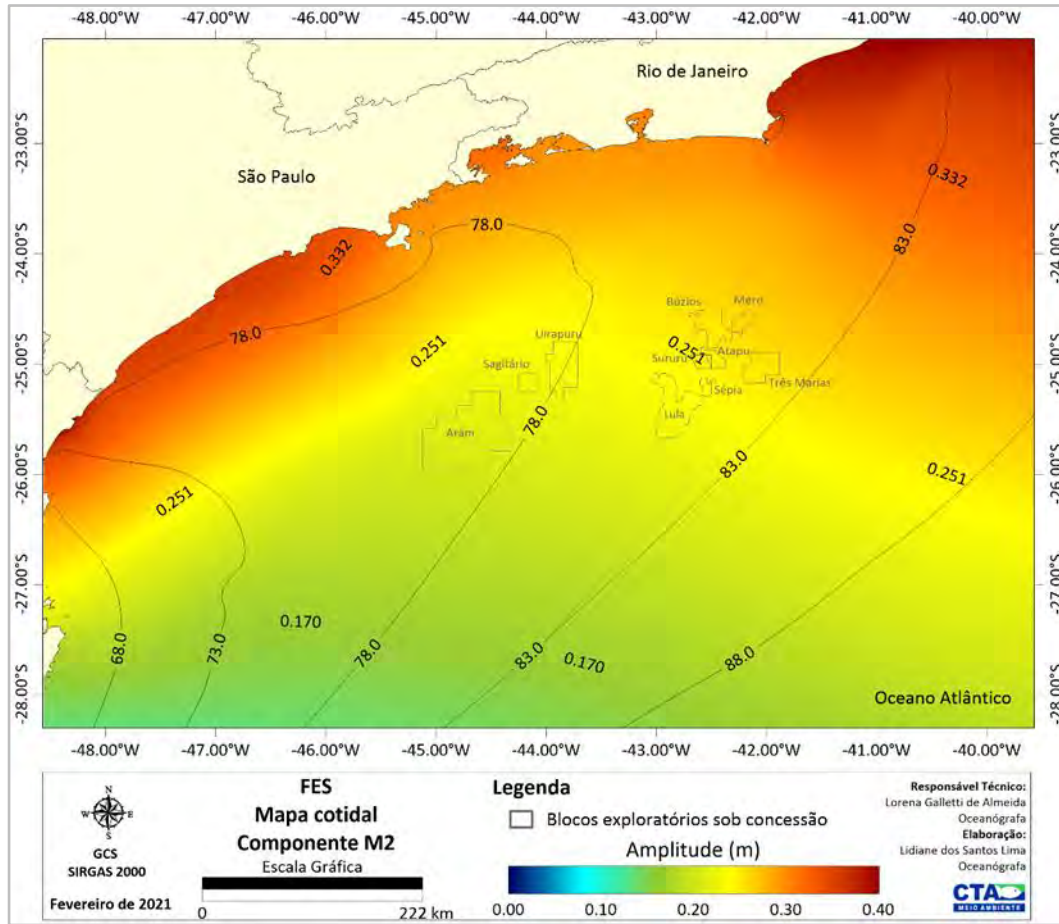 -48.00°W -47.00°W -46.00°W -45.00°W -44.00°W -43.00°W -42.00°W -41.00°W -40.00°W
Rio de Janeiro
-23.00°S -23.00°S
São Paulo
0.332
78.0
83.0
-24.00°S -24.00°S
0.332
Búzios Mero
78.0
Uirapuru
0.251
0.251
Atapu
Sururu
-25.00°S -25.00°S
Sagitário
Três Marias
Sépia
78.0
Lula
Aram
83.0
-26.00°S -26.00°S
0.251
0.251
-27.00°S -27.00°S
0.170
68.0
73.0
78.0
83.0
0.170
88.0
-28.00°S -28.00°S
Oceano Atlântico
-48.00°W -47.00°W -46.00°W -45.00°W -44.00°W -43.00°W -42.00°W -41.00°W -40.00°W
N
W E
S
GCS
SIRGAS 2000
Fevereiro de 2021
FES
Mapa cotidal
Componente M2
Escala Gráfica
0 222 km
Legenda
Blocos exploratórios sob concessão
Amplitude (m)
0.00 0.10 0.20 0.30 0.40
Responsável Técnico:
Lorena Galletti de Almeida
Oceanógrafa
Elaboração:
Lidiane dos Santos Lima
Oceanógrafa
CTA
MEIO AMBIENTE